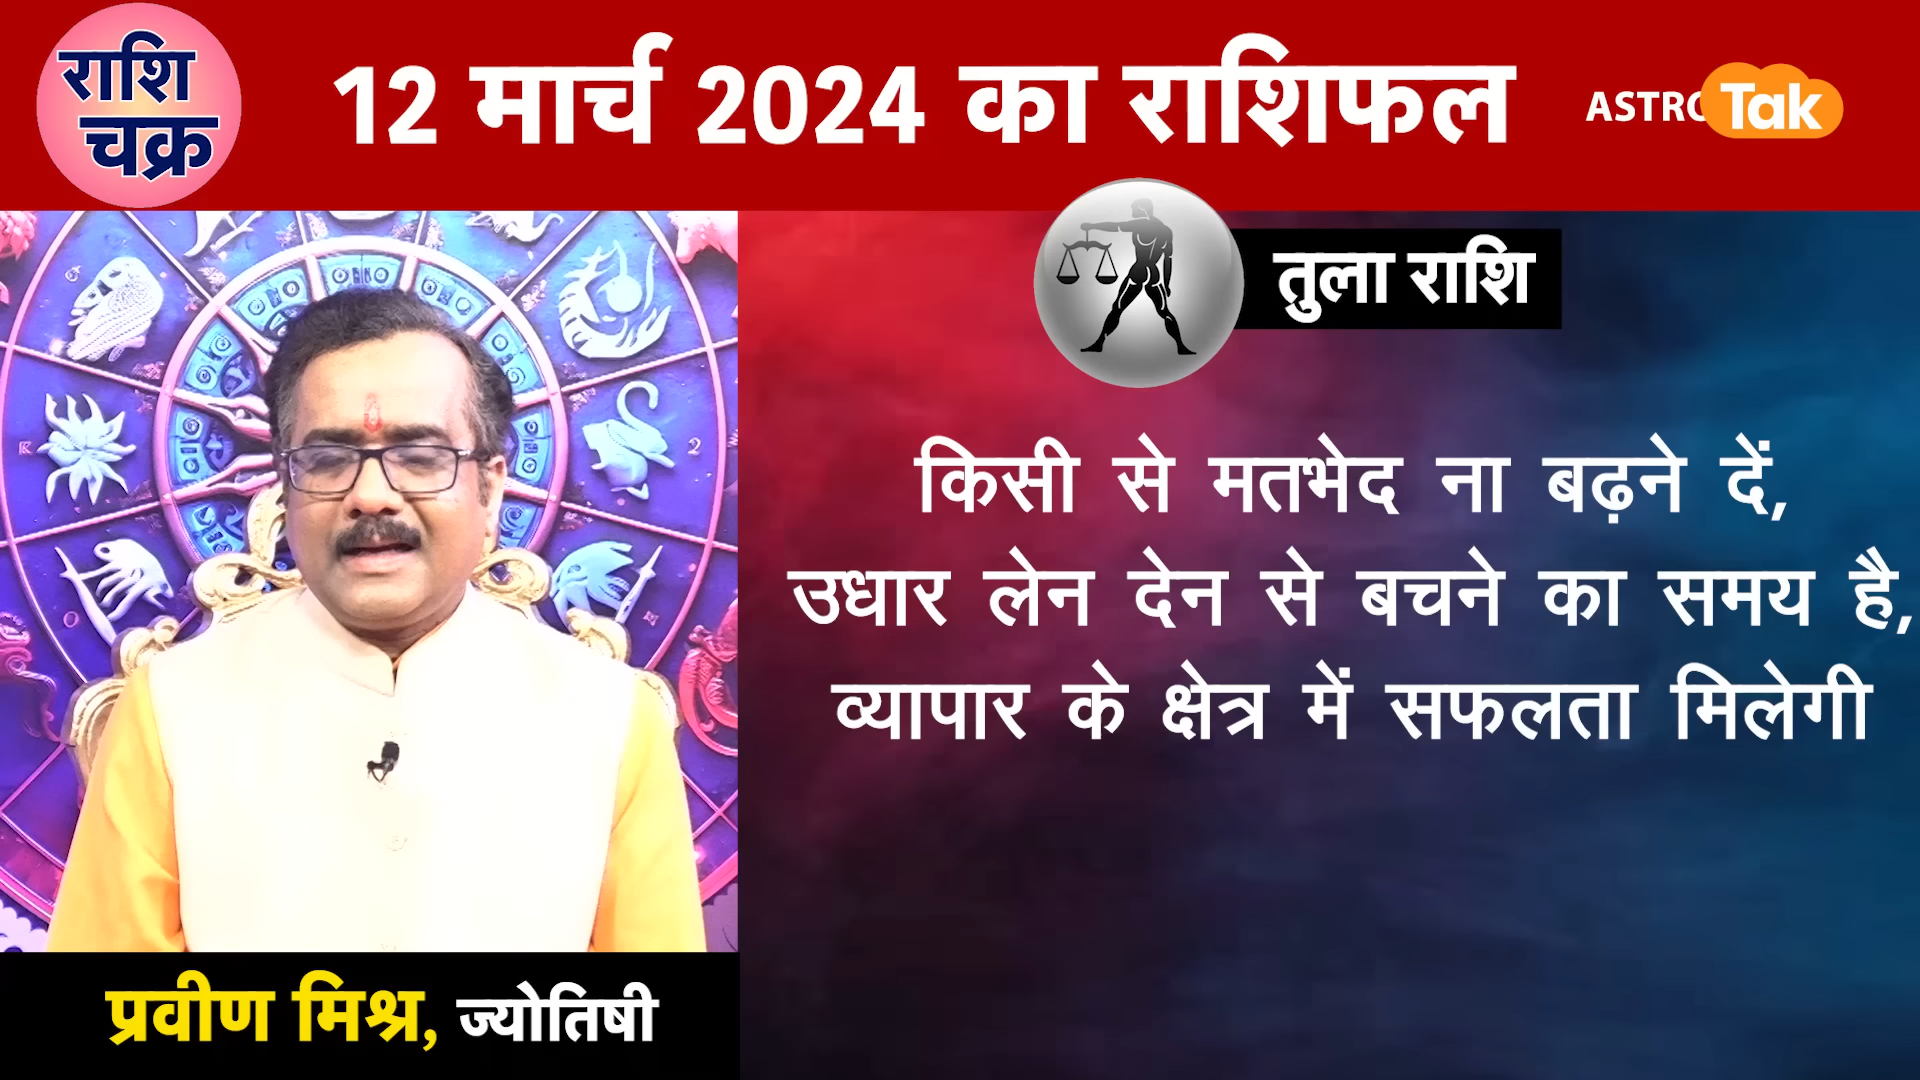 राशि
चक्र
12 मार्च 2024 का राशिफल
ASTRO Tak
तुला राशि
किसी से मतभेद ना बढ़ने दें,
उधार लेन देन से बचने का समय है,
व्यापार के क्षेत्र में सफलता मिलेगी
प्रवीण मिश्र, ज्योतिषी